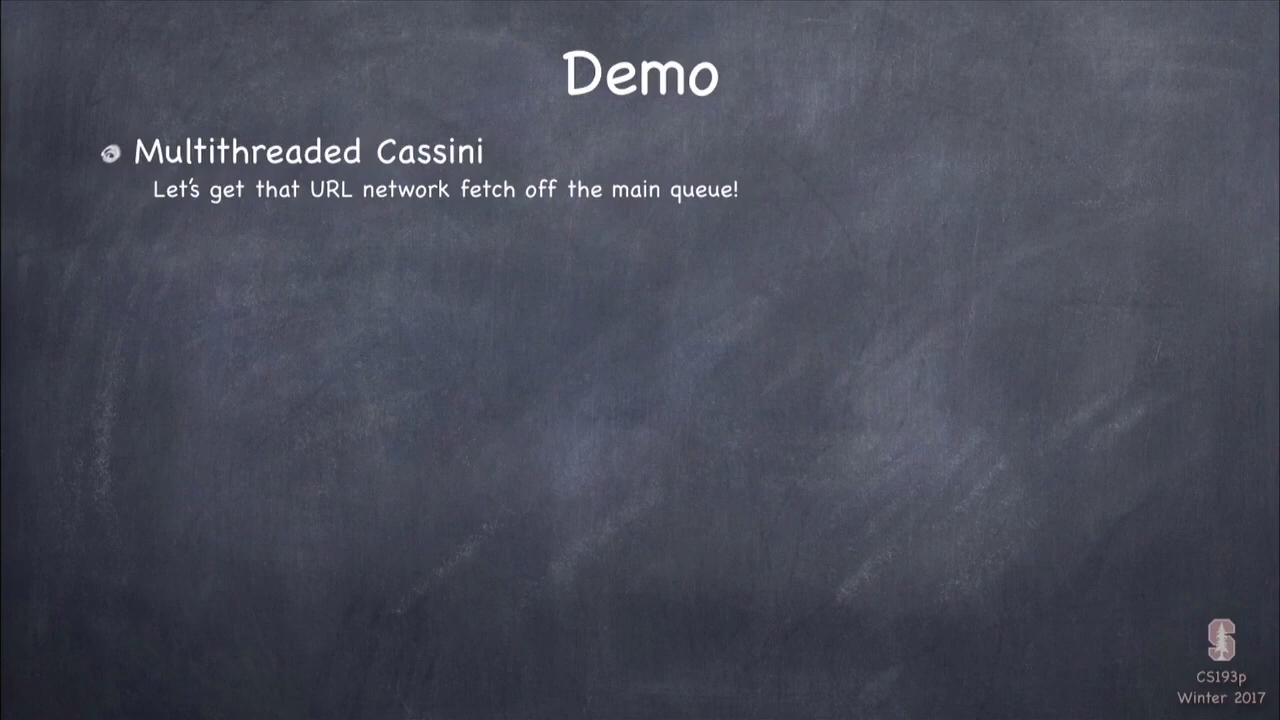 Demo
Multithreaded Cassini
Let's get that URL network fetch off the main queue!
S
CS193p
Winter 2017